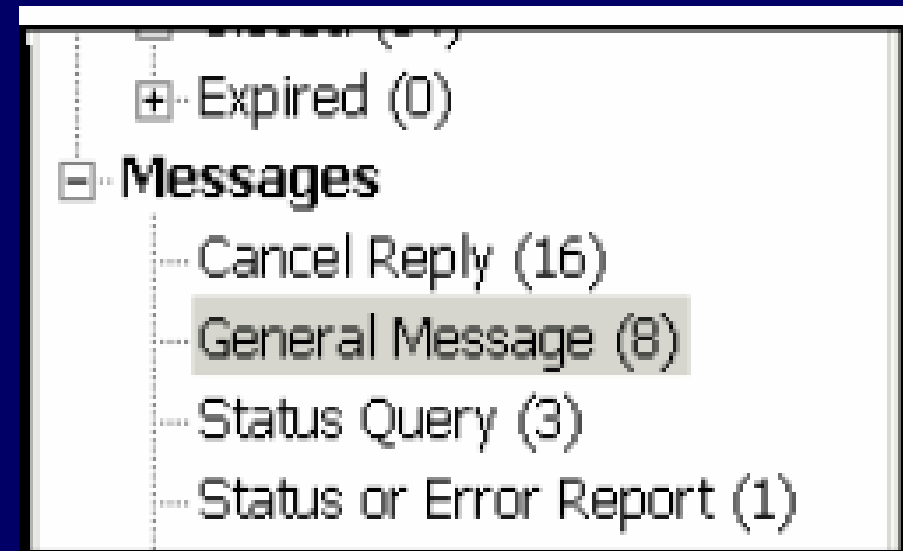 Expired (0)
Messages
Cancel Reply (16)
General Message (8)
Status Query (3)
Status or Error Report (1)